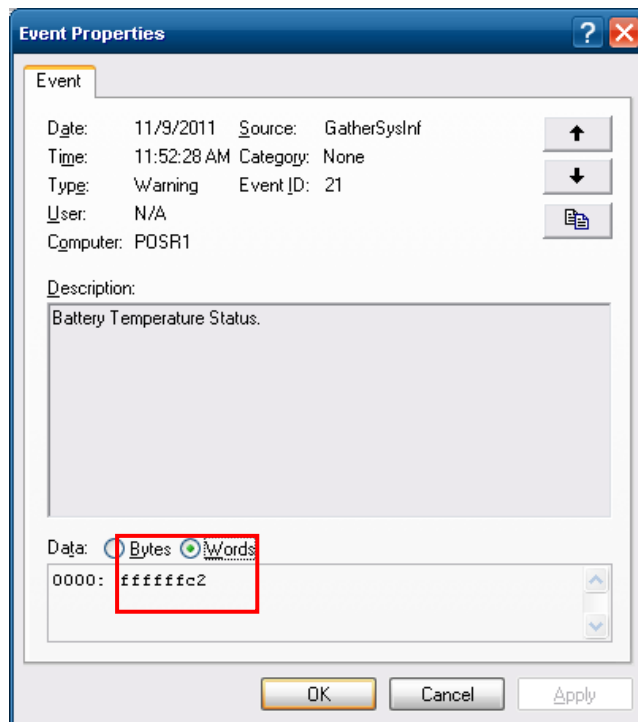 Event Properties
Event
Date: 11/9/2011 Source: GatherSysInf
Time: 11:52:28 AM Category: None
Type: Warning Event ID: 21
User: N/A
Computer: POSR1
Description:
Battery Temperature Status.
Data: Bytes Words
0000: ffffffc2
OK Cancel Apply